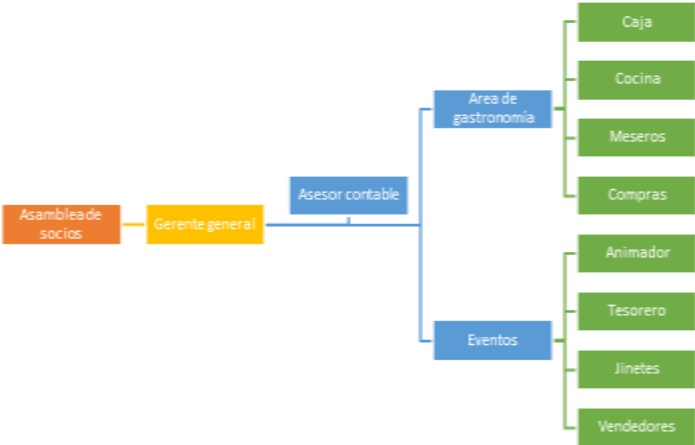 Caja
Cocina
Area de
gastronomía
Meseros
Compras
Asesor contable
Asamblea de
socios
Gerente general
Animador
Tesorero
Eventos
Jinetes
Vendedores